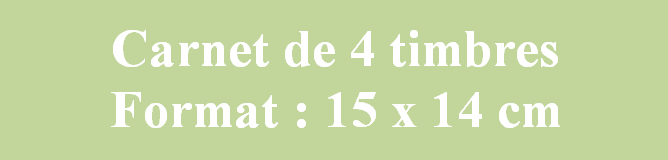 Carnet de 4 timbres
Format : 15 x 14 cm